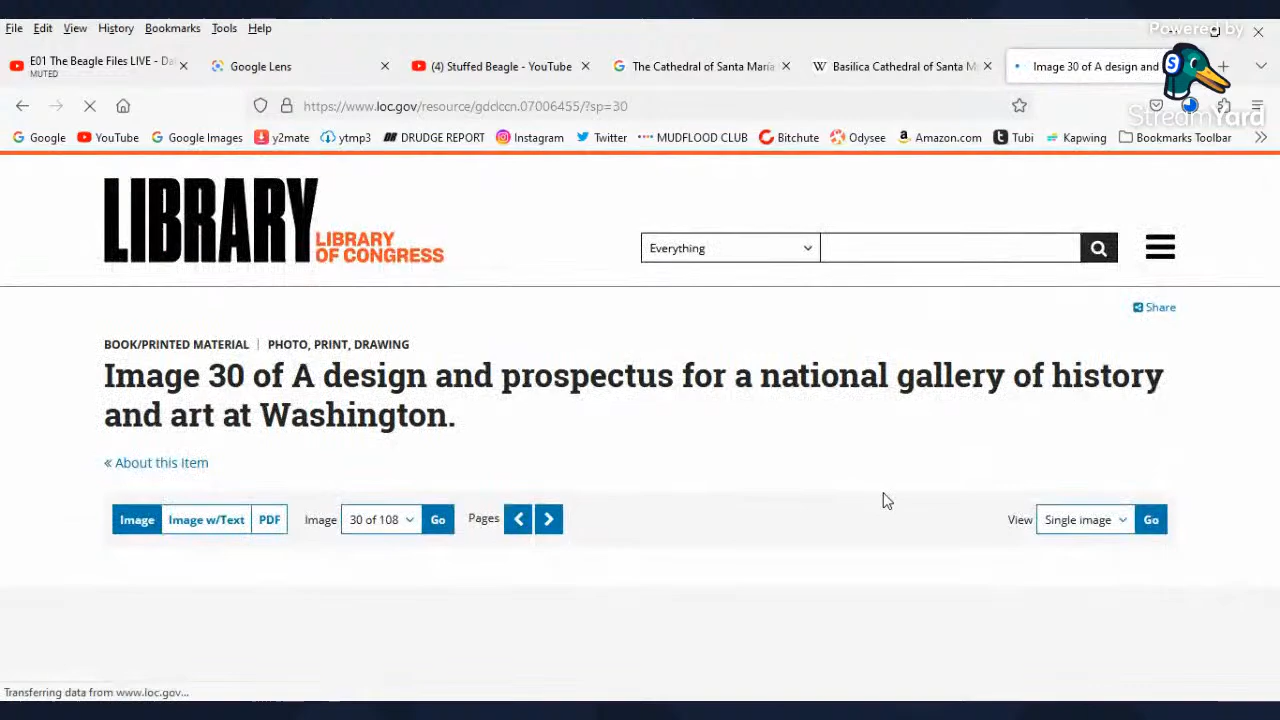 File Edit View History Bookmarks Tools Help
Powered by
E01 The Beagle Files LIVE - Da
MUTED
Google Lens
(4) Stuffed Beagle - YouTube
The Cathedral of Santa Maria
Basilica Cathedral of Santa M
Image 30 of A design and
https://www.loc.gov/resource/gdclccn.07006455/?sp=30
StreamYard
Google YouTube Google Images y2mate ytmp3 DRUDGE REPORT Instagram Twitter MUDFLOOD CLUB Bitchute Odysee Amazon.com Tubi Kapwing Bookmarks Toolbar
LIBRARY
LIBRARY
OF CONGRESS
Everything
Share
BOOK/PRINTED MATERIAL | PHOTO, PRINT, DRAWING
Image 30 of A design and prospectus for a national gallery of history
and art at Washington.
« About this Item
Image Image w/Text PDF Image 30 of 108 Go Pages View Single image Go
Transferring data from www.loc.gov...